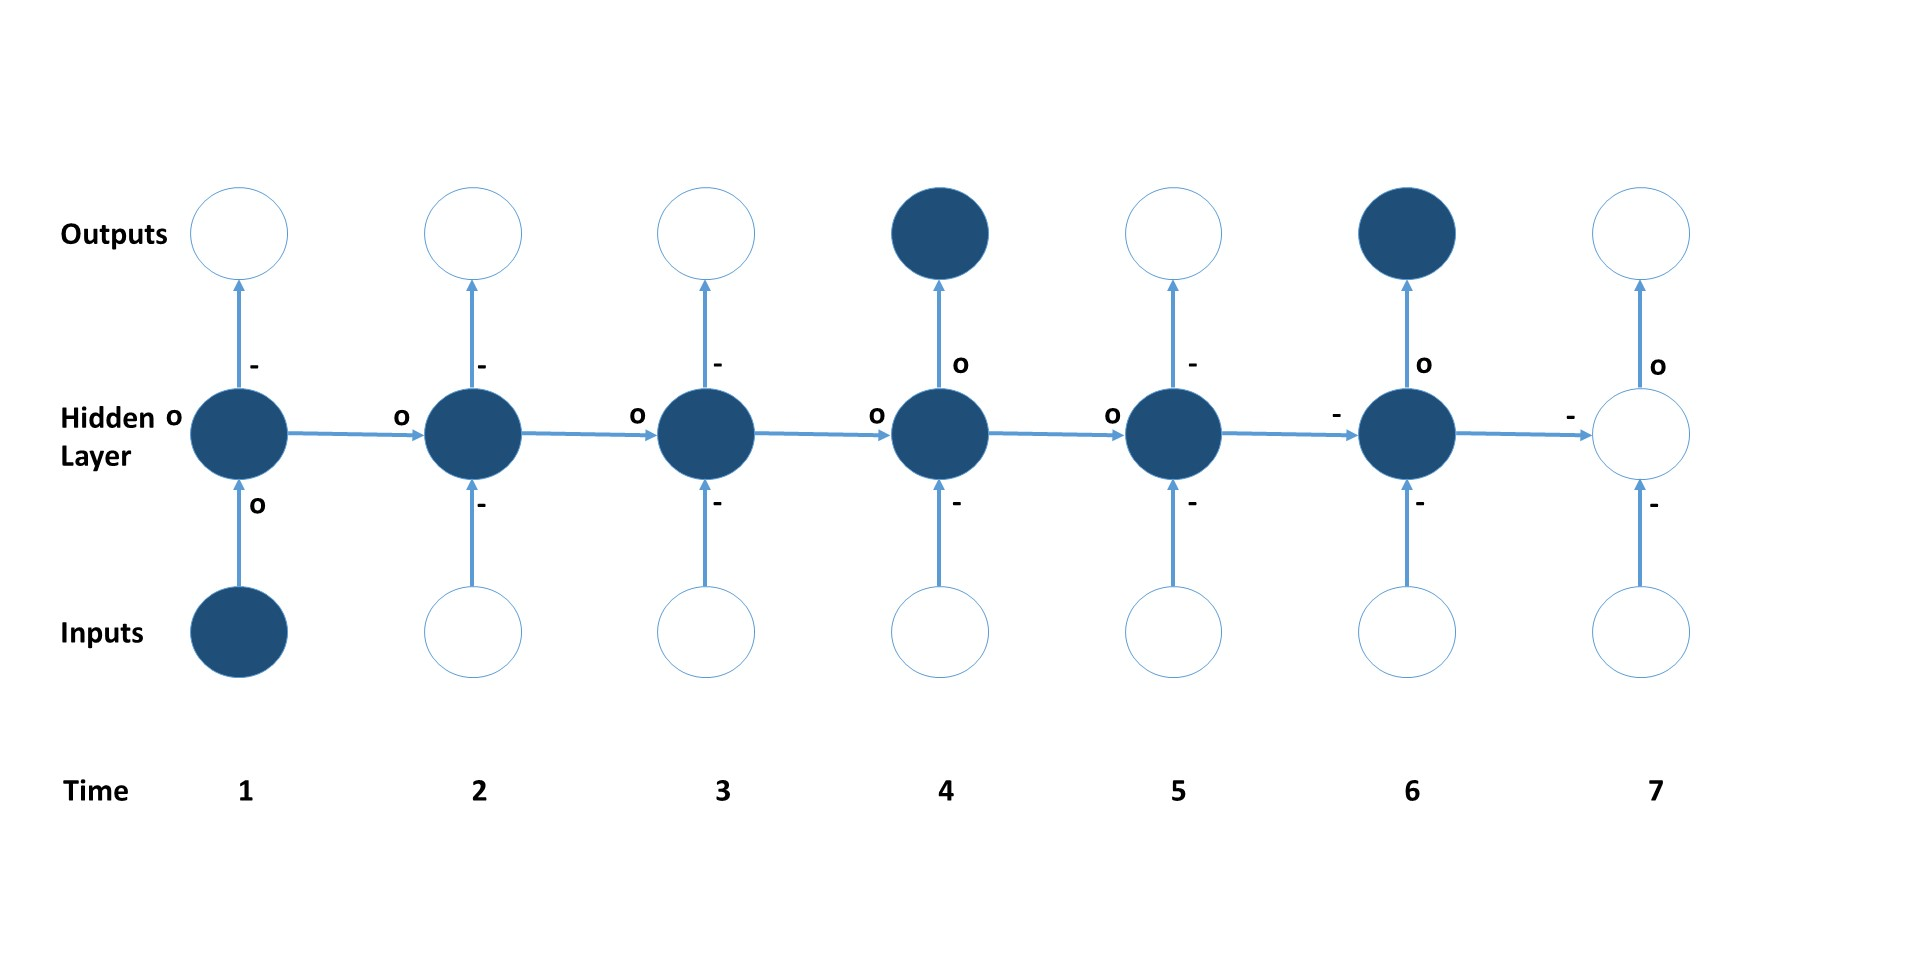 Outputs
- - - o - o o
Hidden o o o o o - -
Layer
o - - - - - -
Inputs
Time 1 2 3 4 5 6 7